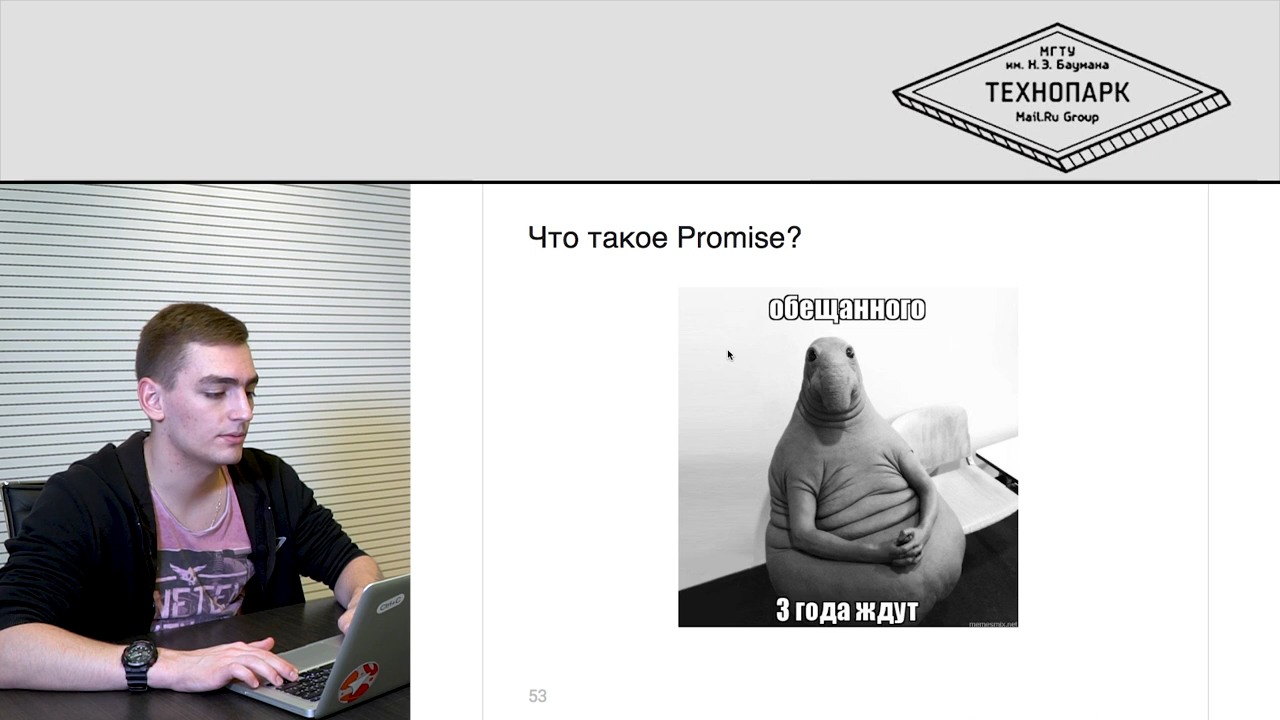 МГТУ
им. Н.Э. Баумана
ТЕХНОПАРК
Mail.Ru Group
Что такое Promise?
обещанного
3 года ждут
memesmix.net
53